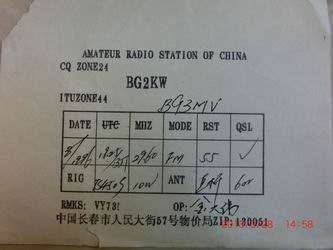 AMATEUR RADIO STATION OF CHINA
CQ ZONE24
BG2KW
ITUZONE44
BG3MV
DATE UTC MHZ MODE RST QSL
29.60 FM 55 ✓
RIG 10W ANT
RMKS: VY73! OP:
中国长春市人民大街57号物价局ZIP:130051
14:58